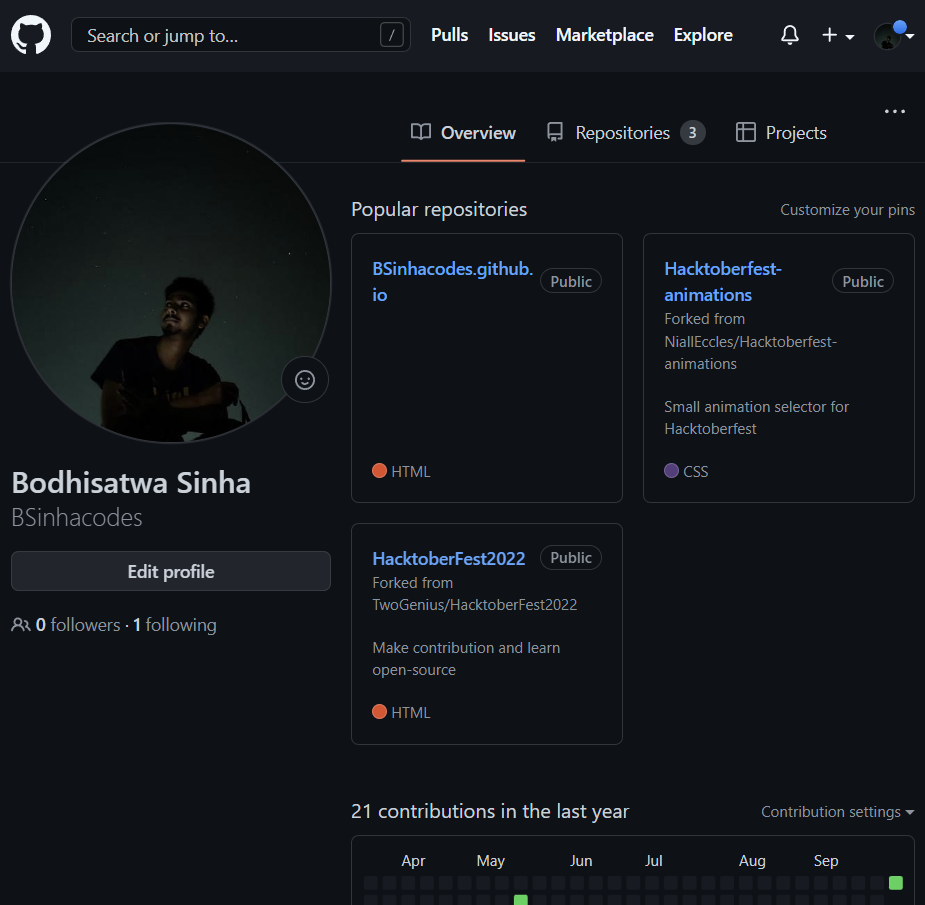 Search or jump to... /
Pulls Issues Marketplace Explore
Overview Repositories 3 Projects
Bodhisatwa Sinha
BSinhacodes
Edit profile
0 followers · 1 following
Popular repositories
Customize your pins
BSinhacodes.github.
io
Public
HTML
Hacktoberfest-
animations
Public
Forked from
NiallEccles/Hacktoberfest-
animations
Small animation selector for
Hacktoberfest
CSS
HacktoberFest2022
Public
Forked from
TwoGenius/HacktoberFest2022
Make contribution and learn
open-source
HTML
21 contributions in the last year
Contribution settings
Apr May Jun Jul Aug Sep